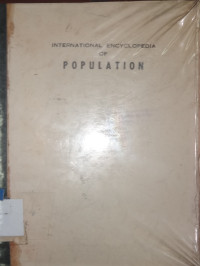 INTERNATIONAL ENCYCLOPEDIA
OF
POPULATION